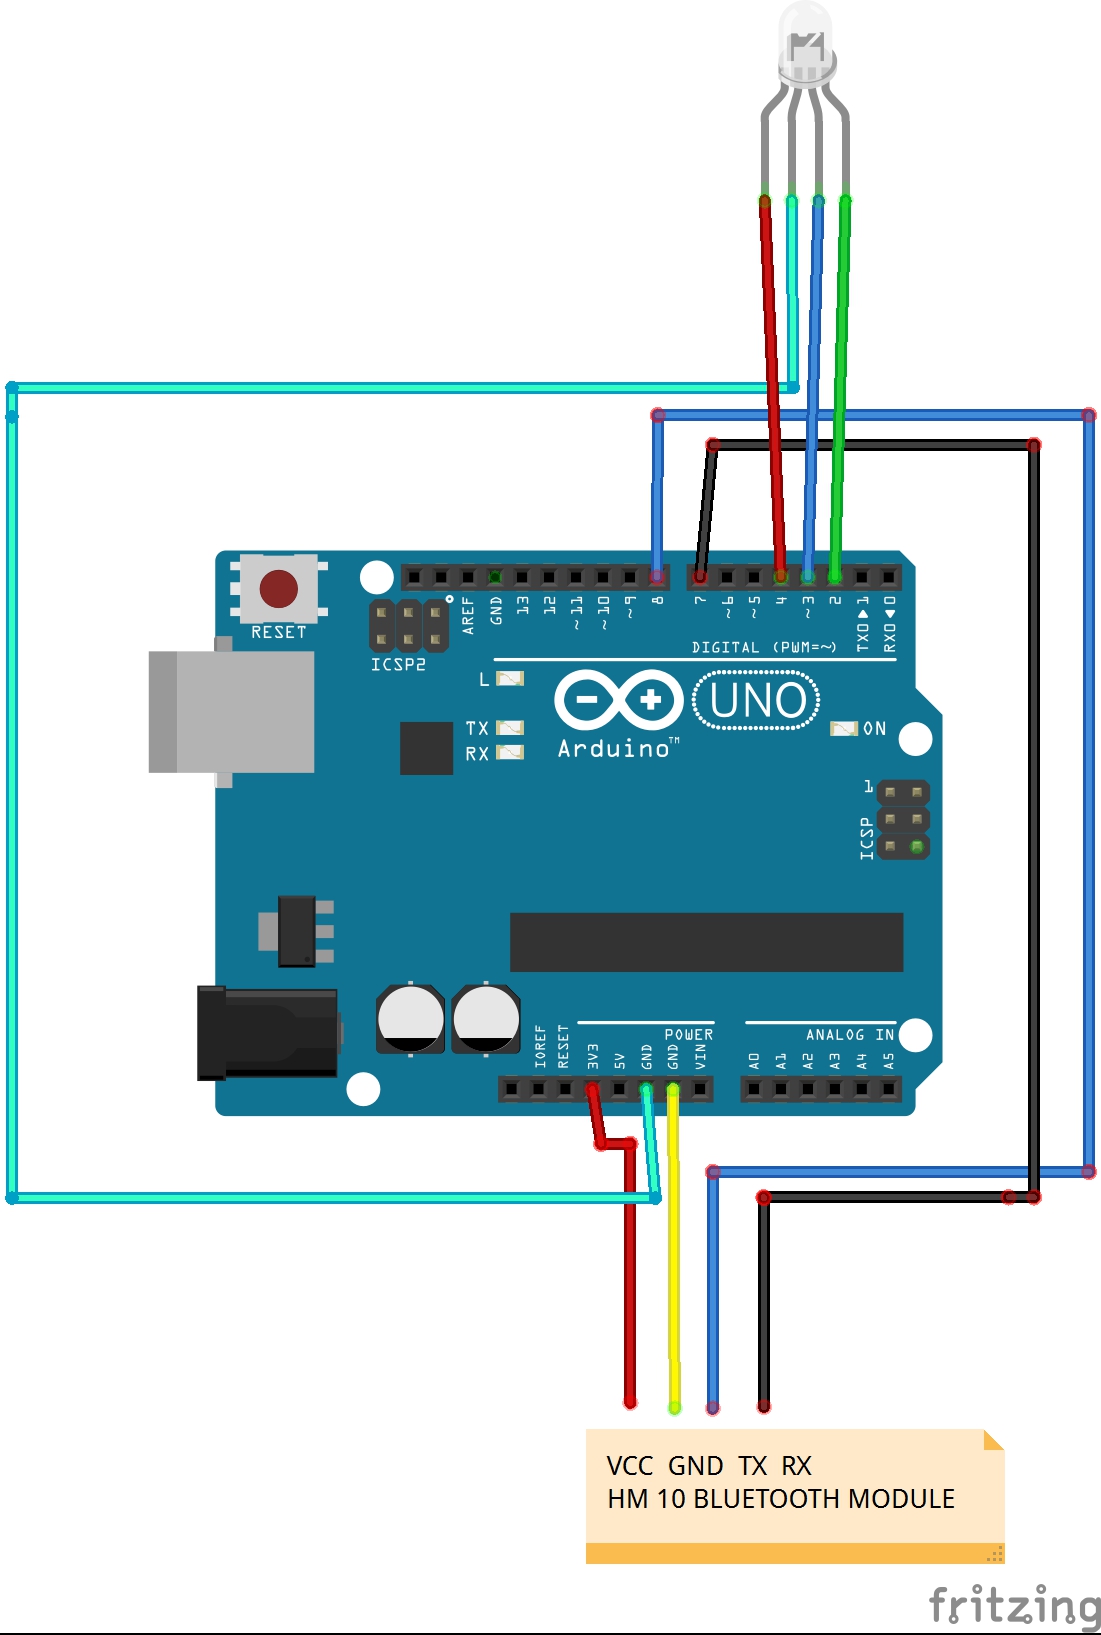 RESET
ICSP2
AREF
GND
13
12
~11
~10
~9
8
7
~6
~5
4
~3
2
TX0▶1
RX0◀0
DIGITAL (PWM=~)
L
TX
RX
Arduino™
UNO
ON
1
ICSP
IOREF
RESET
3V3
5V
GND
GND
VIN
POWER
ANALOG IN
A0
A1
A2
A3
A4
A5
VCC GND TX RX
HM 10 BLUETOOTH MODULE
fritzing